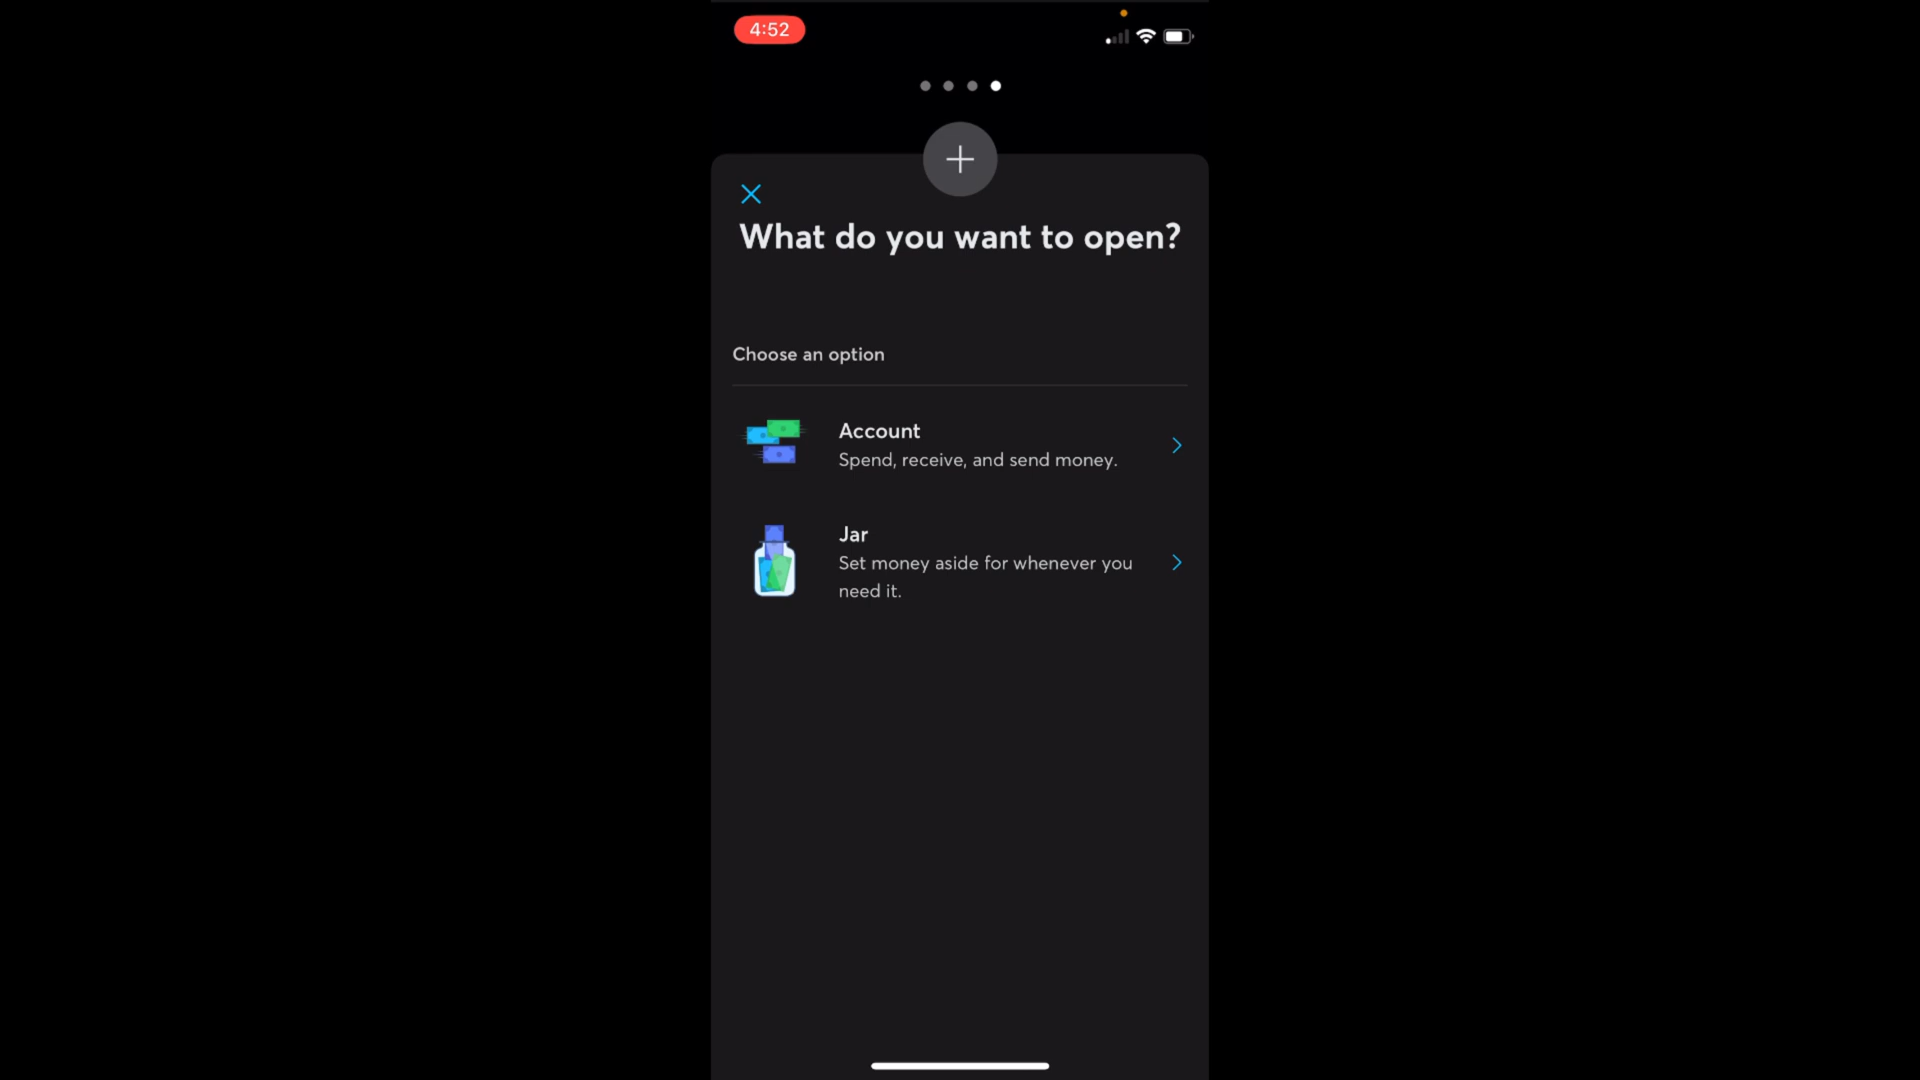 4:52
What do you want to open?
Choose an option
Account
Spend, receive, and send money.
Jar
Set money aside for whenever you
need it.